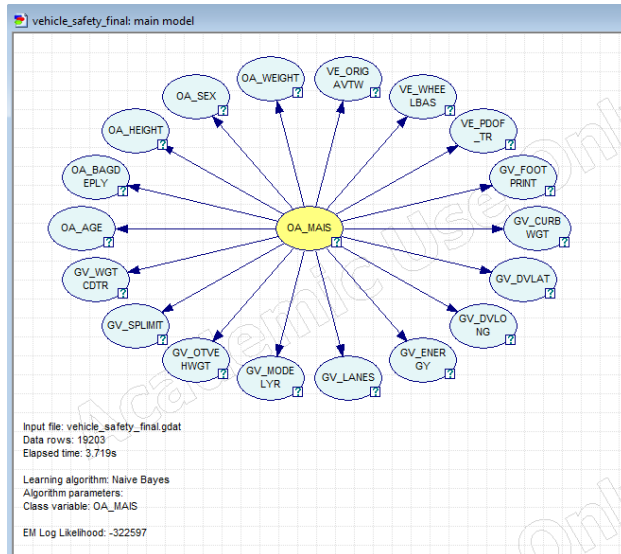 vehicle_safety_final: main model
OA_WEIGHT
VE_ORIG
AVTW
OA_SEX
VE_WHEE
LBAS
OA_HEIGHT
VE_PDOF
_TR
OA_BAGD
EPLY
GV_FOOT
PRINT
OA_AGE
OA_MAIS
GV_CURB
WGT
GV_WGT
CDTR
GV_DVLAT
GV_SPLIMIT
GV_DVLO
NG
GV_OTVE
HWGT
GV_ENER
GY
GV_MODE
LYR
GV_LANES
Input file: vehicle_safety_final.gdat
Data rows: 19203
Elapsed time: 3,719s
Learning algorithm: Naive Bayes
Algorithm parameters:
Class variable: OA_MAIS
EM Log Likelihood: -322597
Academic Use Only